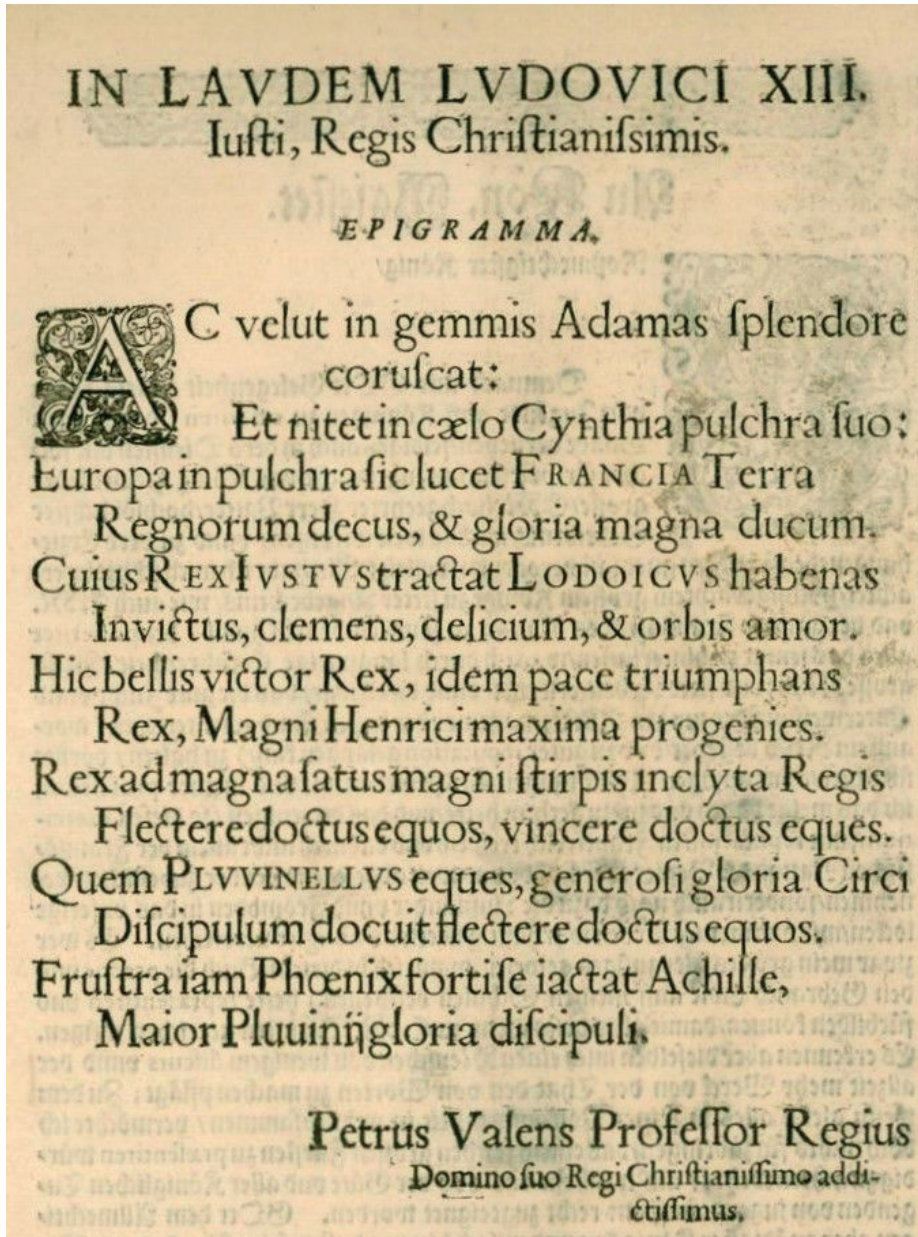 IN LAVDEM LVDOVICI XIII.
Iuſti, Regis Chriſtianiſsimis.
EPIGRAMMA.
AC velut in gemmis Adamas ſplendore
coruſcat:
Et nitet in cælo Cynthia pulchra ſuo:
Europa in pulchra ſic lucet FRANCIA Terra
Regnorum decus, & gloria magna ducum.
Cuius REX IVSTVS tractat LODOICVS habenas
Invictus, clemens, delicium, & orbis amor.
Hic bellis victor Rex, idem pace triumphans
Rex, Magni Henrici maxima progenies.
Rex ad magna ſatus magni ſtirpis inclyta Regis
Flectere doctus equos, vincere doctus eques.
Quem PLVVINELLVS eques, generoſi gloria Circi
Diſcipulum docuit flectere doctus equos.
Fruſtra iam Phœnix forti ſe iactat Achille,
Maior Pluuinij gloria diſcipuli.
Petrus Valens Profeſſor Regius
Domino ſuo Regi Chriſtianiſſimo addi-
ctiſſimus,